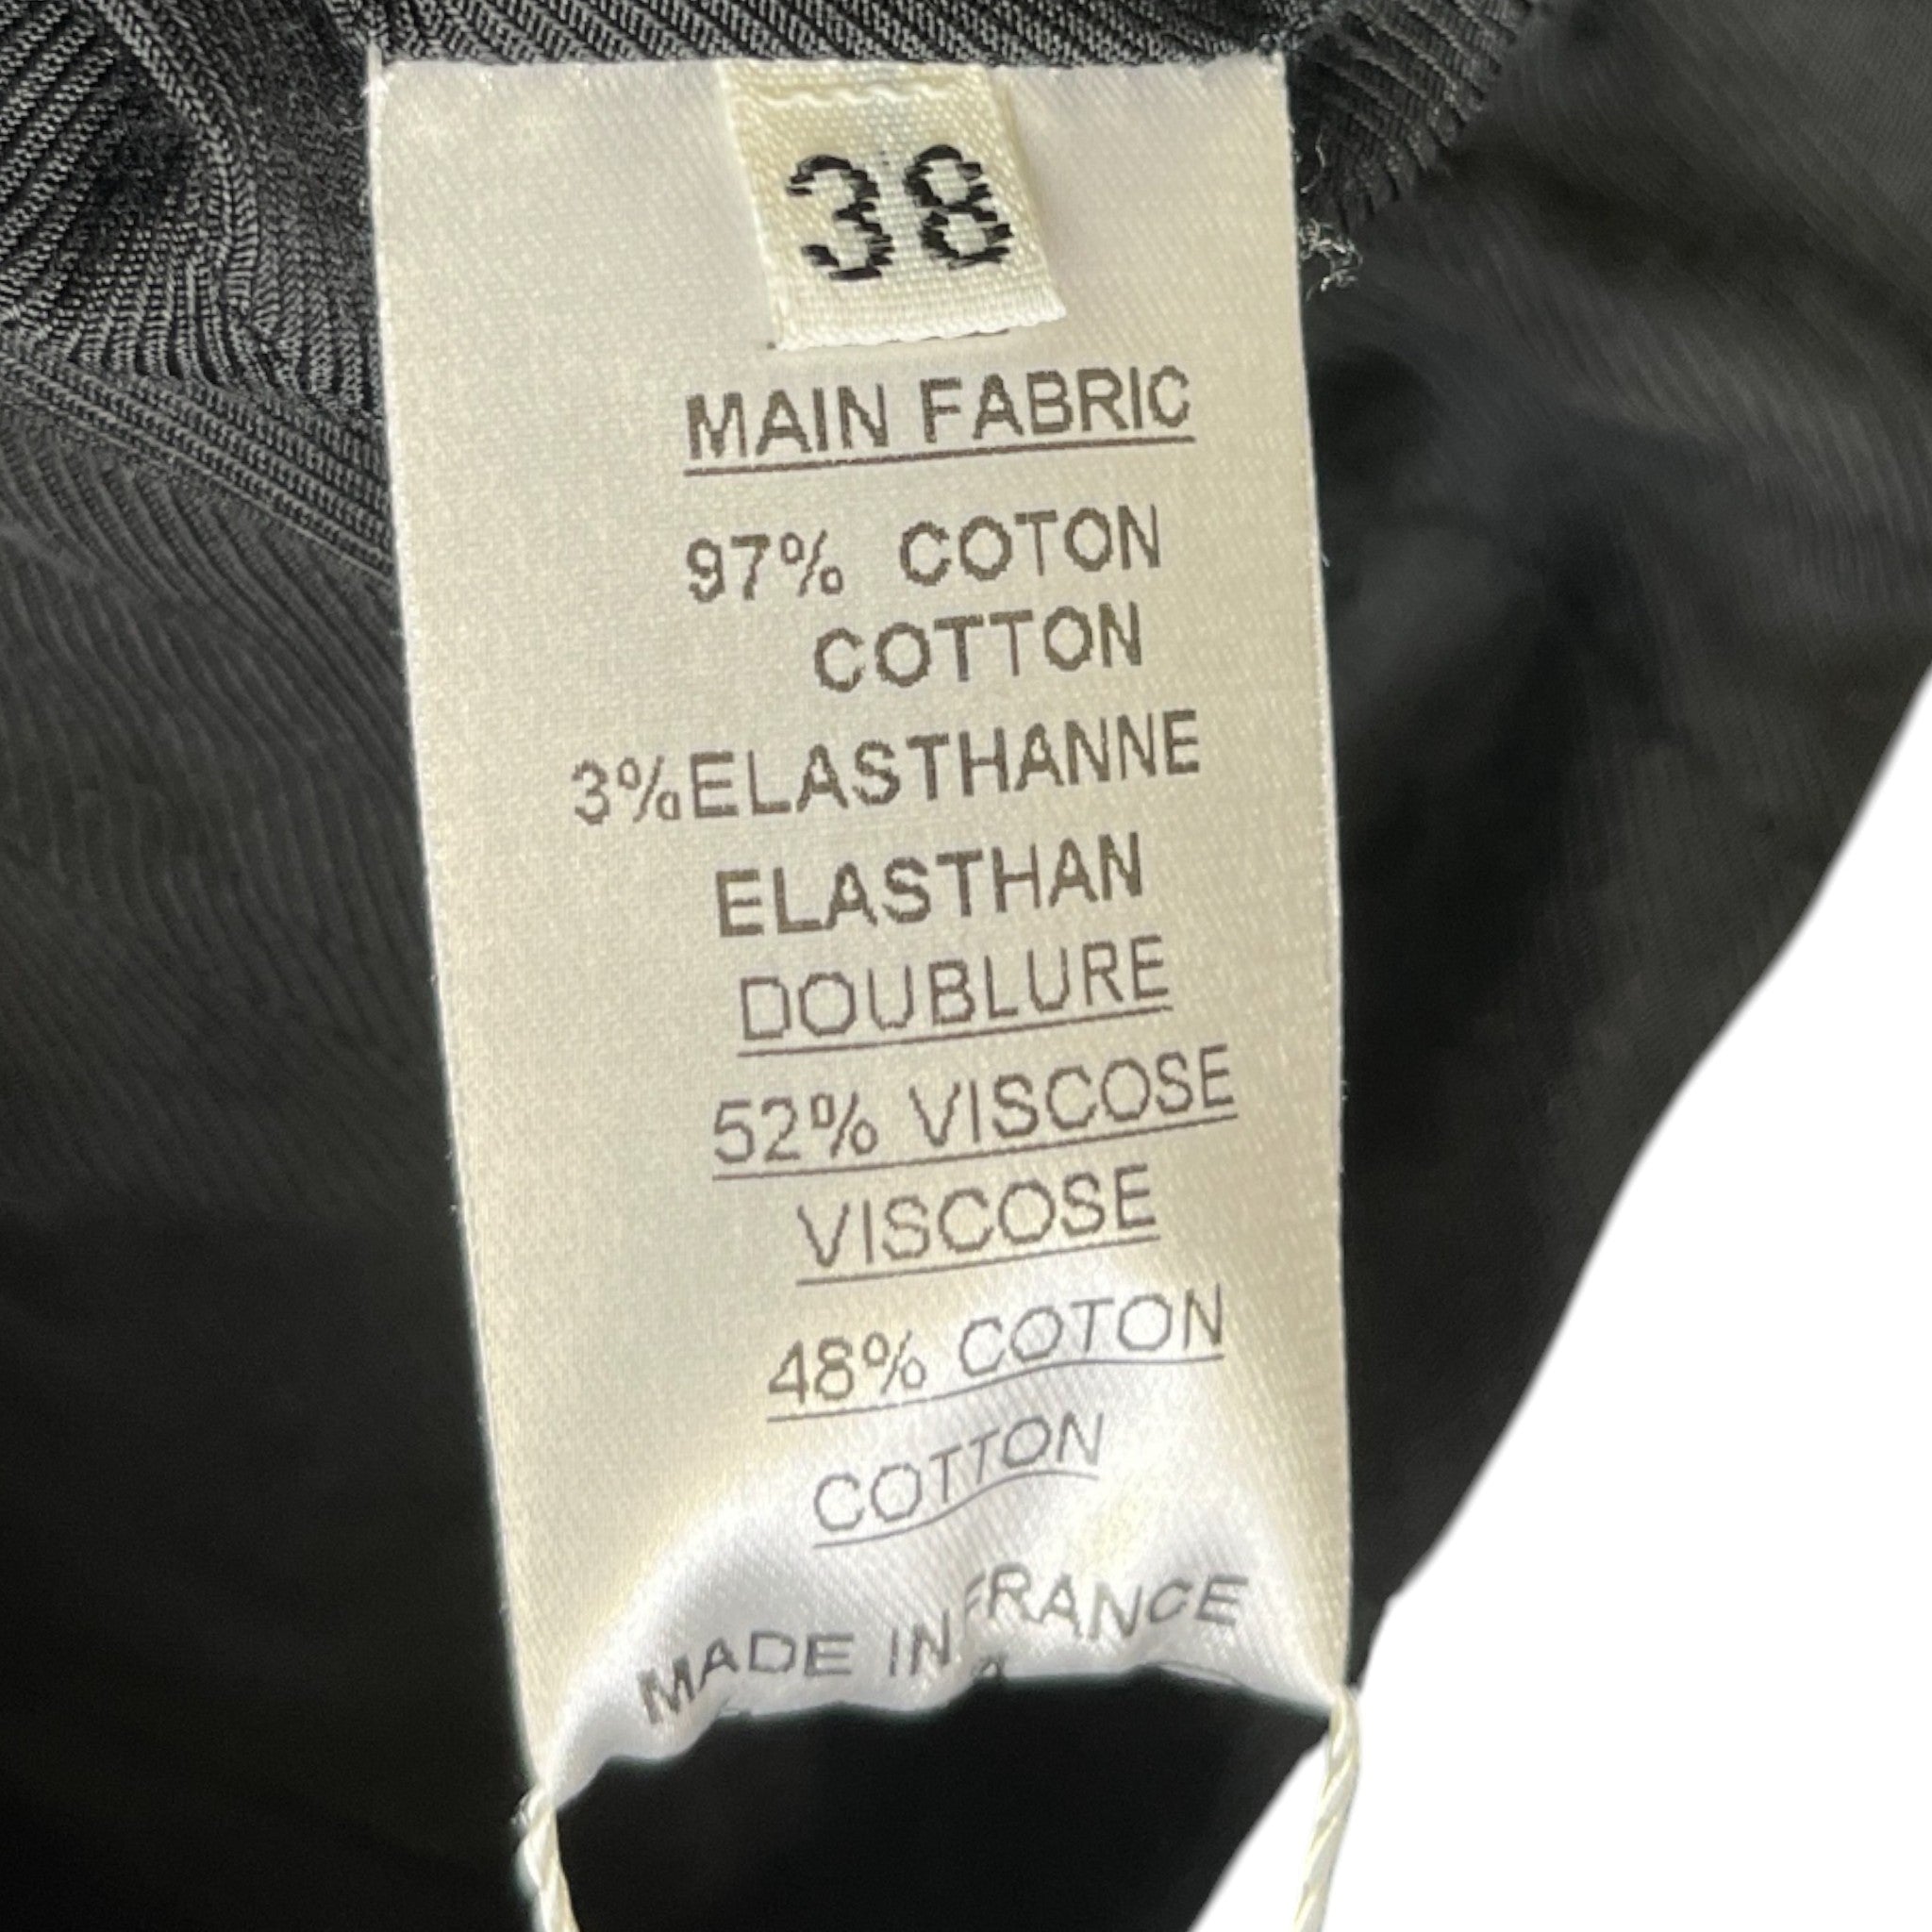 38
MAIN FABRIC
97% COTON
COTTON
3%ELASTHANNE
ELASTHAN
DOUBLURE
52% VISCOSE
VISCOSE
48% COTON
COTTON
MADE IN FRANCE